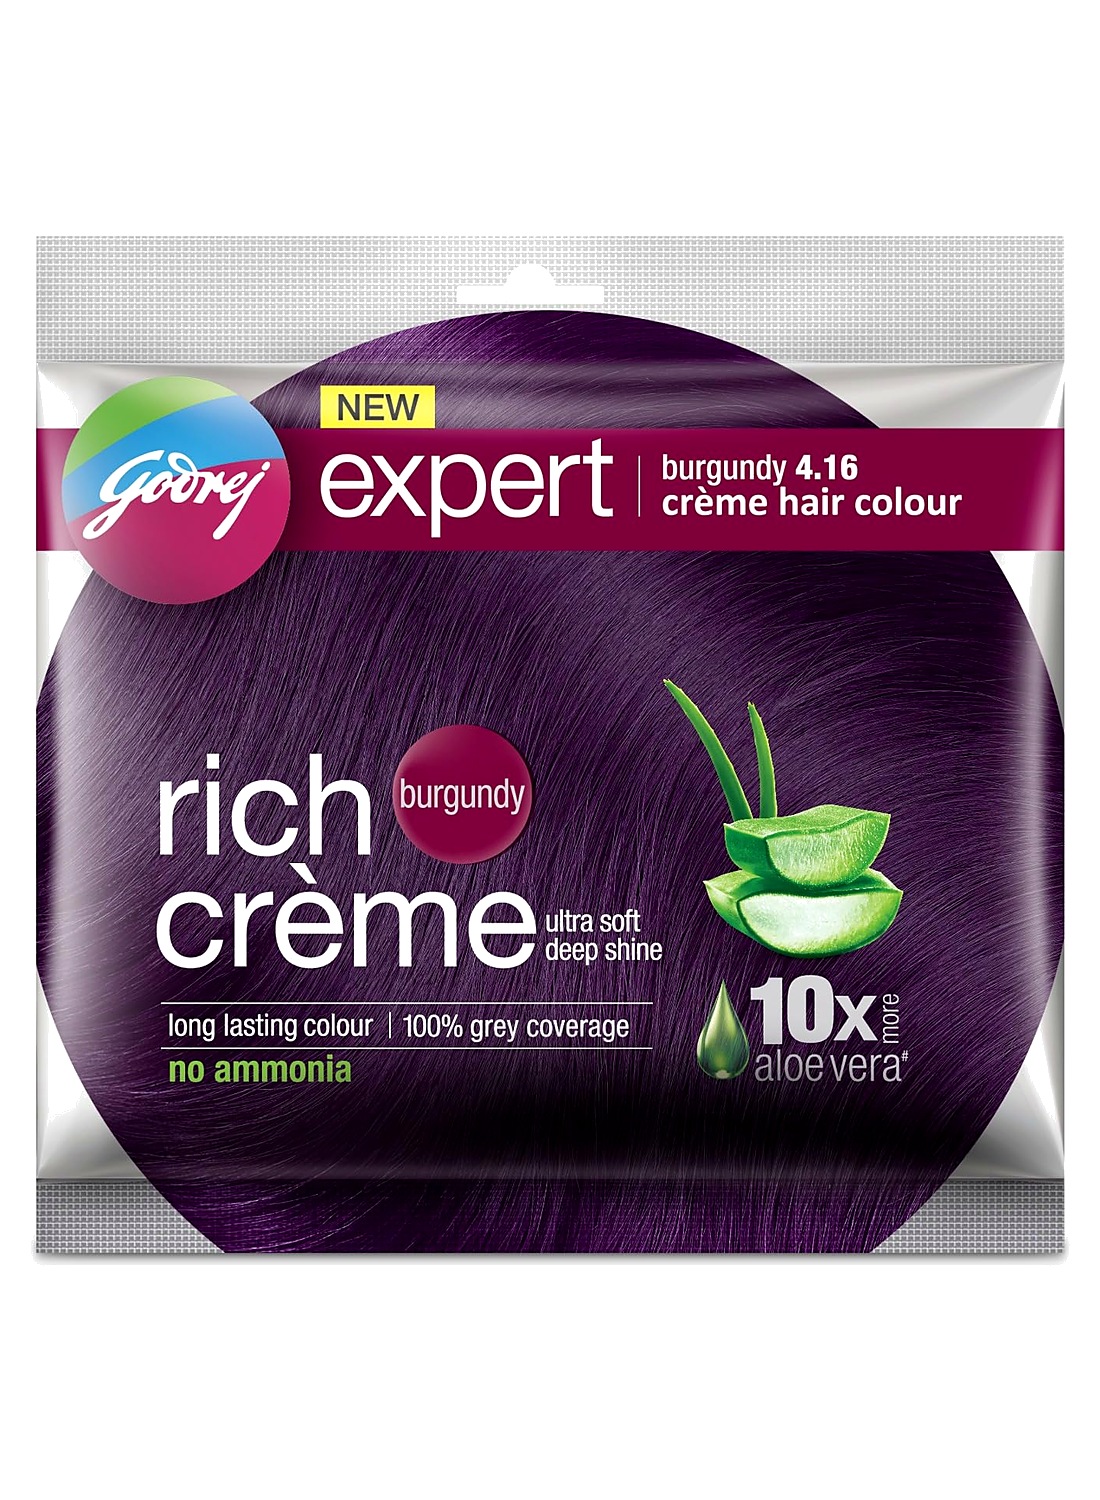 NEW
Godrej
expert
burgundy 4.16
crème hair colour
rich
burgundy
crème
ultra soft
deep shine
long lasting colour | 100% grey coverage
no ammonia
10x more
aloe vera#